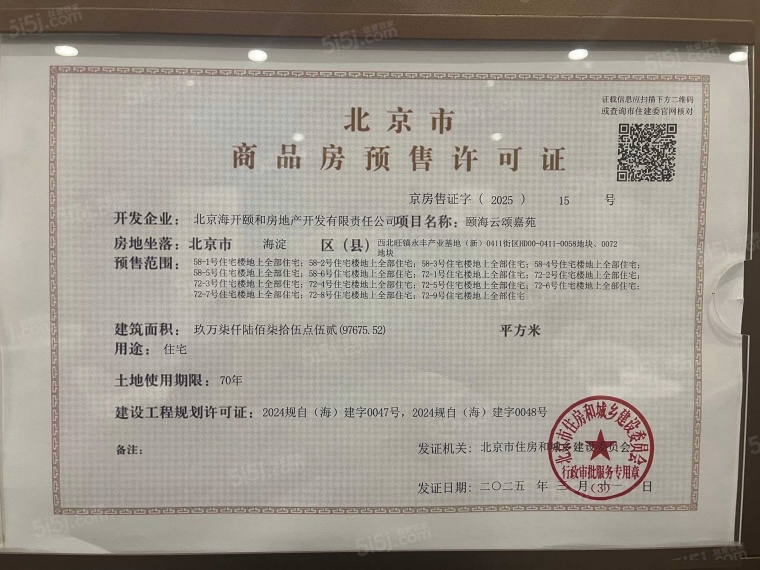 证载信息应扫描下方二维码
或查询市住建委官网核对
北京市
商品房预售许可证
京房售证字（ 2025 ） 15 号
开发企业： 北京海开颐和房地产开发有限责任公司 项目名称： 颐海云颂嘉苑
房地坐落： 北京市 海淀 区（县） 西北旺镇永丰产业基地（新）0411街区HD00-0411-0058地块、0072
地块
预售范围： 58-1号住宅楼地上全部住宅；58-2号住宅楼地上全部住宅；58-3号住宅楼地上全部住宅；58-4号住宅楼地上全部住宅；
58-5号住宅楼地上全部住宅；58-6号住宅楼地上全部住宅；72-1号住宅楼地上全部住宅；72-2号住宅楼地上全部住宅；
72-3号住宅楼地上全部住宅；72-4号住宅楼地上全部住宅；72-5号住宅楼地上全部住宅；72-6号住宅楼地上全部住宅；
72-7号住宅楼地上全部住宅；72-8号住宅楼地上全部住宅；72-9号住宅楼地上全部住宅
建筑面积： 玖万柒仟陆佰柒拾伍点伍贰(97675.52) 平方米
用途： 住宅
土地使用期限： 70年
建设工程规划许可证： 2024规自（海）建字0047号，2024规自（海）建字0048号
备注：
发证机关： 北京市住房和城乡建设委员会
发证日期： 二〇二五 年 月 日
北京市住房和城乡建设委员会
行政审批服务专用章
(3)
515j.com